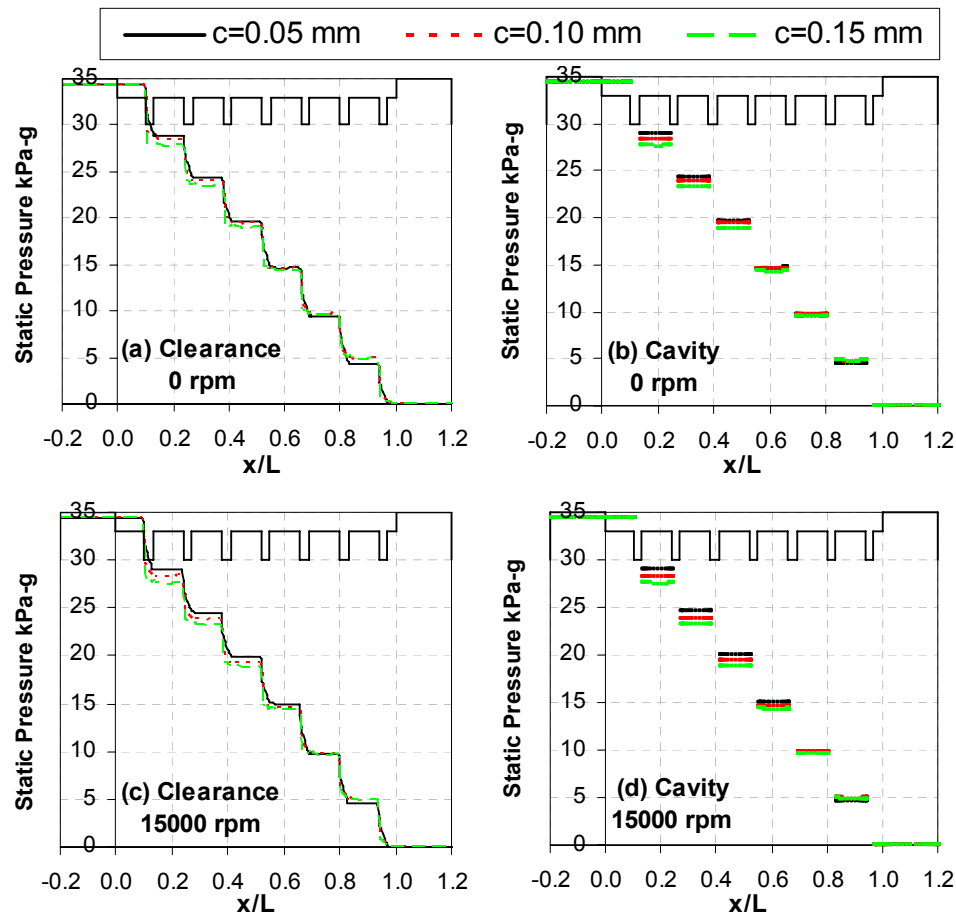 c=0.05 mm c=0.10 mm c=0.15 mm
Static Pressure kPa-g
35
30
25
20
15
10
5
0
(a) Clearance
0 rpm
-0.2 0.0 0.2 0.4 0.6 0.8 1.0 1.2
x/L
Static Pressure kPa-g
35
30
25
20
15
10
5
0
(b) Cavity
0 rpm
-0.2 0.0 0.2 0.4 0.6 0.8 1.0 1.2
x/L
Static Pressure kPa-g
35
30
25
20
15
10
5
0
(c) Clearance
15000 rpm
-0.2 0.0 0.2 0.4 0.6 0.8 1.0 1.2
x/L
Static Pressure kPa-g
35
30
25
20
15
10
5
0
(d) Cavity
15000 rpm
-0.2 0.0 0.2 0.4 0.6 0.8 1.0 1.2
x/L